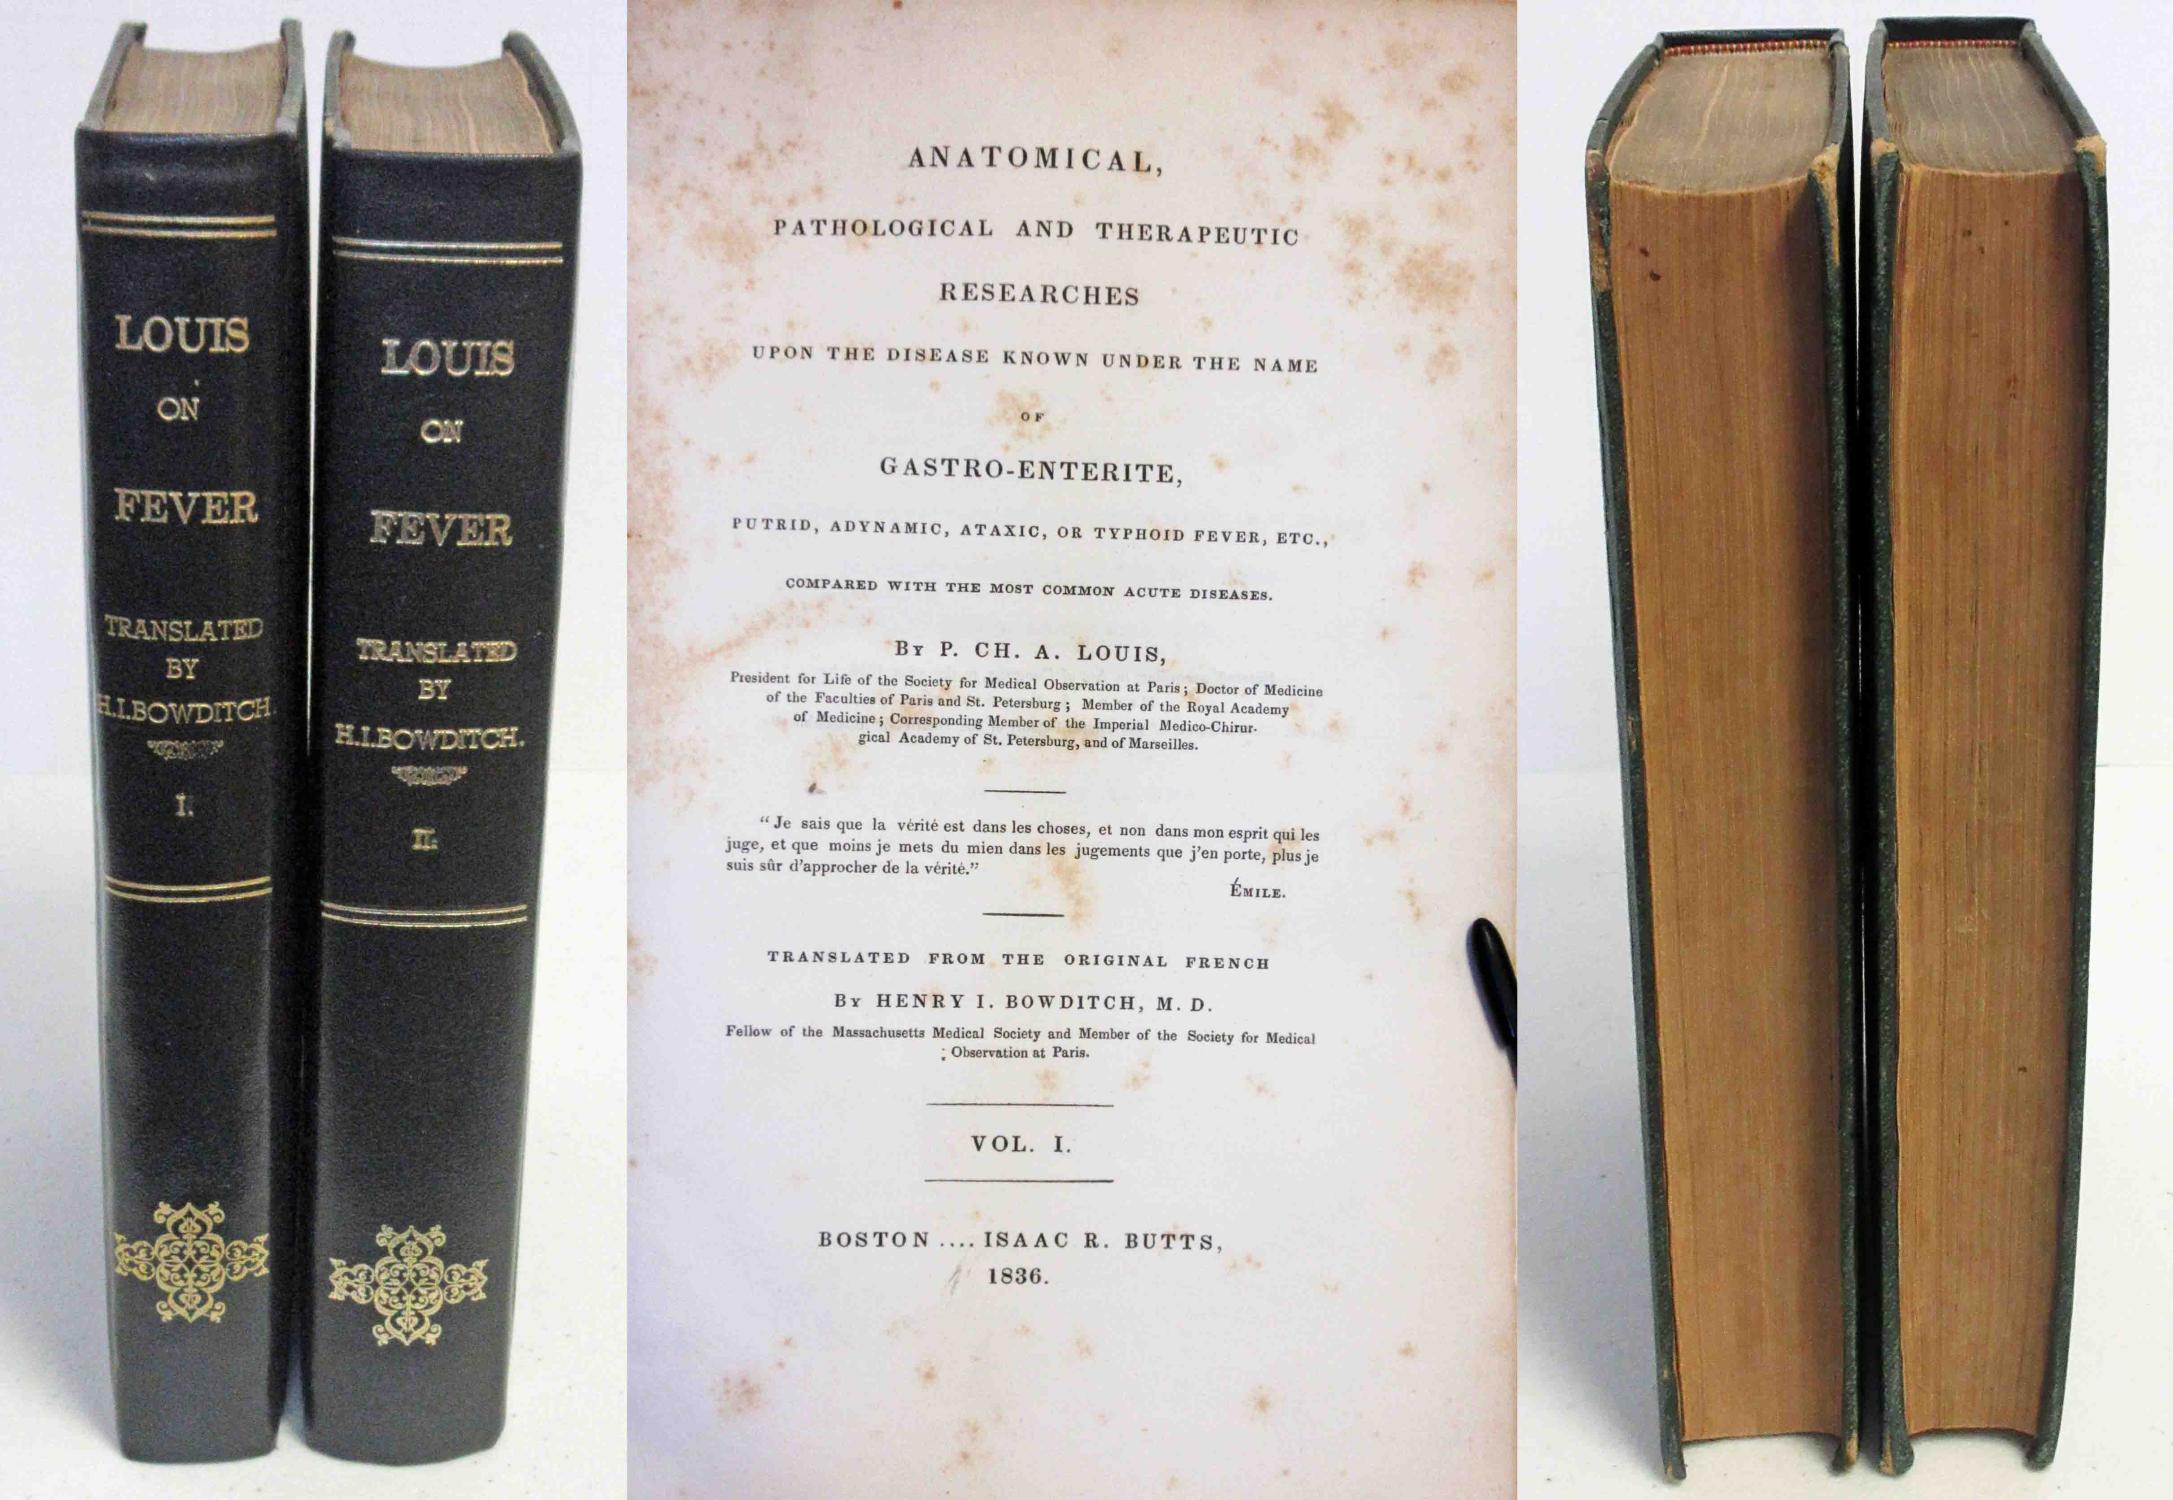 LOUIS
ON
FEVER
TRANSLATED
BY
H.I.BOWDITCH
I.
LOUIS
ON
FEVER
TRANSLATED
BY
H.I.BOWDITCH.
II.
ANATOMICAL,
PATHOLOGICAL AND THERAPEUTIC
RESEARCHES
UPON THE DISEASE KNOWN UNDER THE NAME
OF
GASTRO-ENTERITE,
PUTRID, ADYNAMIC, ATAXIC, OR TYPHOID FEVER, ETC.,
COMPARED WITH THE MOST COMMON ACUTE DISEASES.
By P. CH. A. LOUIS,
President for Life of the Society for Medical Observation at Paris; Doctor of Medicine
of the Faculties of Paris and St. Petersburg; Member of the Royal Academy
of Medicine; Corresponding Member of the Imperial Medico-Chirur-
gical Academy of St. Petersburg, and of Marseilles.
“Je sais que la vérité est dans les choses, et non dans mon esprit qui les
juge, et que moins je mets du mien dans les jugements que j'en porte, plus je
suis sûr d'approcher de la vérité.”
ÉMILE.
TRANSLATED FROM THE ORIGINAL FRENCH
By HENRY I. BOWDITCH, M. D.
Fellow of the Massachusetts Medical Society and Member of the Society for Medical
Observation at Paris.
VOL. I.
BOSTON .... ISAAC R. BUTTS,
1836.